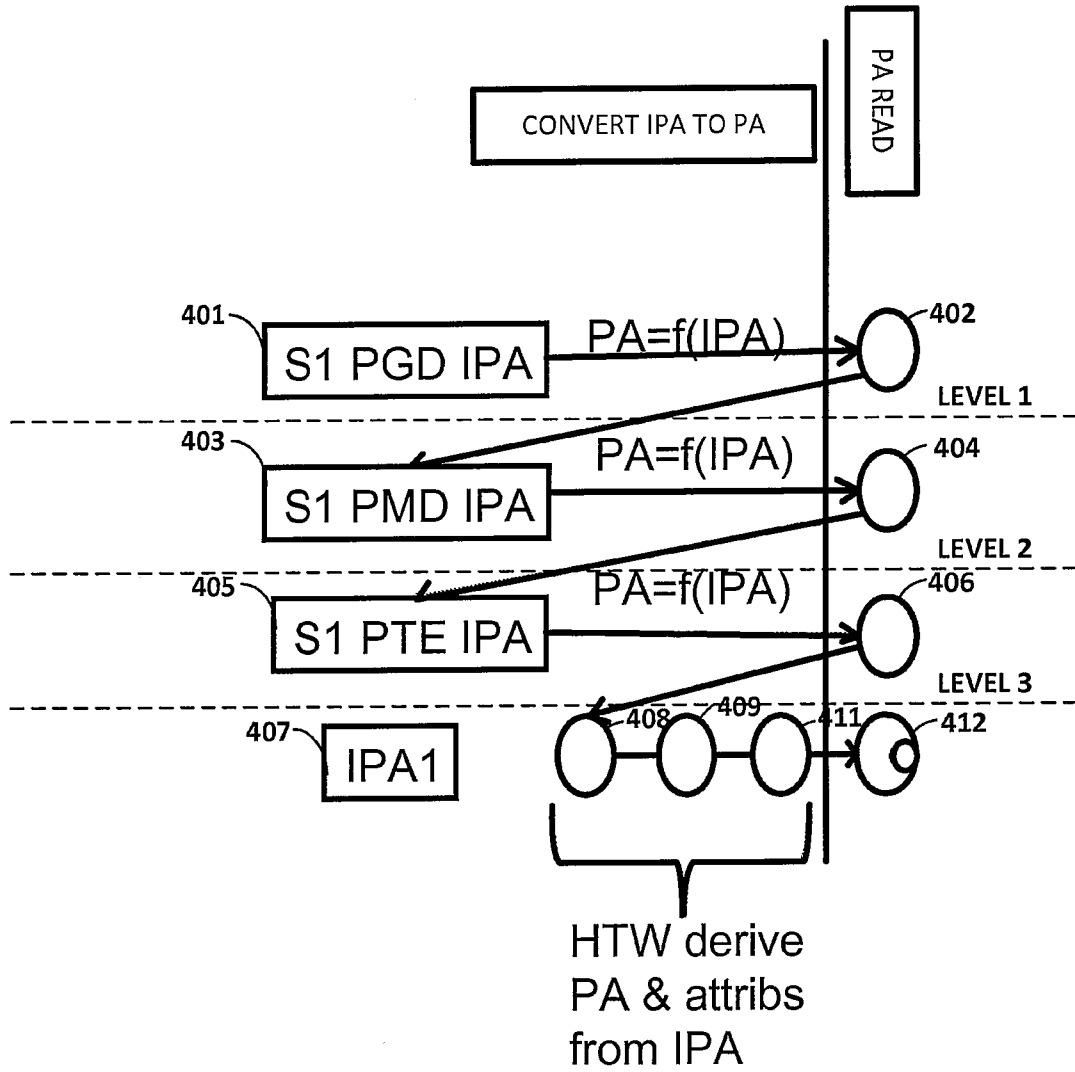 PA READ
CONVERT IPA TO PA
401
S1 PGD IPA
PA=f(IPA)
402
LEVEL 1
403
S1 PMD IPA
PA=f(IPA)
404
LEVEL 2
405
S1 PTE IPA
PA=f(IPA)
406
LEVEL 3
407
IPA1
408
409
411
412
HTW derive
PA & attribs
from IPA